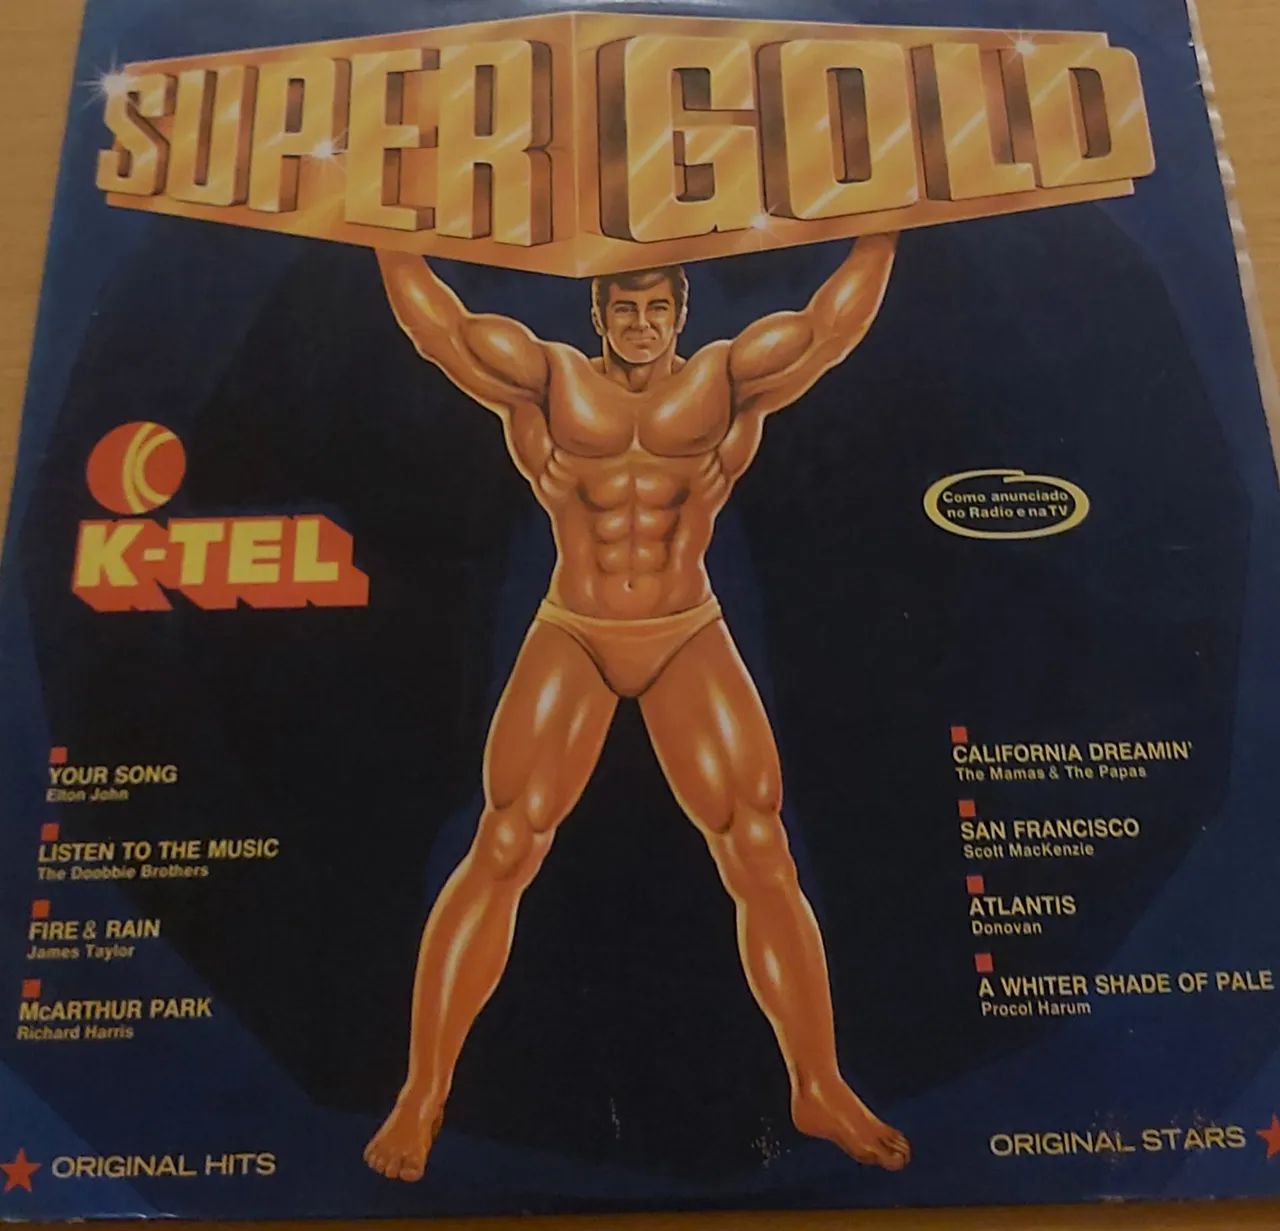 SUPER GOLD
K-TEL
Como anunciado
no Radio e na TV
YOUR SONG
Elton John
LISTEN TO THE MUSIC
The Doobbie Brothers
FIRE & RAIN
James Taylor
McARTHUR PARK
Richard Harris
CALIFORNIA DREAMIN'
The Mamas & The Papas
SAN FRANCISCO
Scott MacKenzie
ATLANTIS
Donovan
A WHITER SHADE OF PALE
Procol Harum
ORIGINAL HITS
ORIGINAL STARS